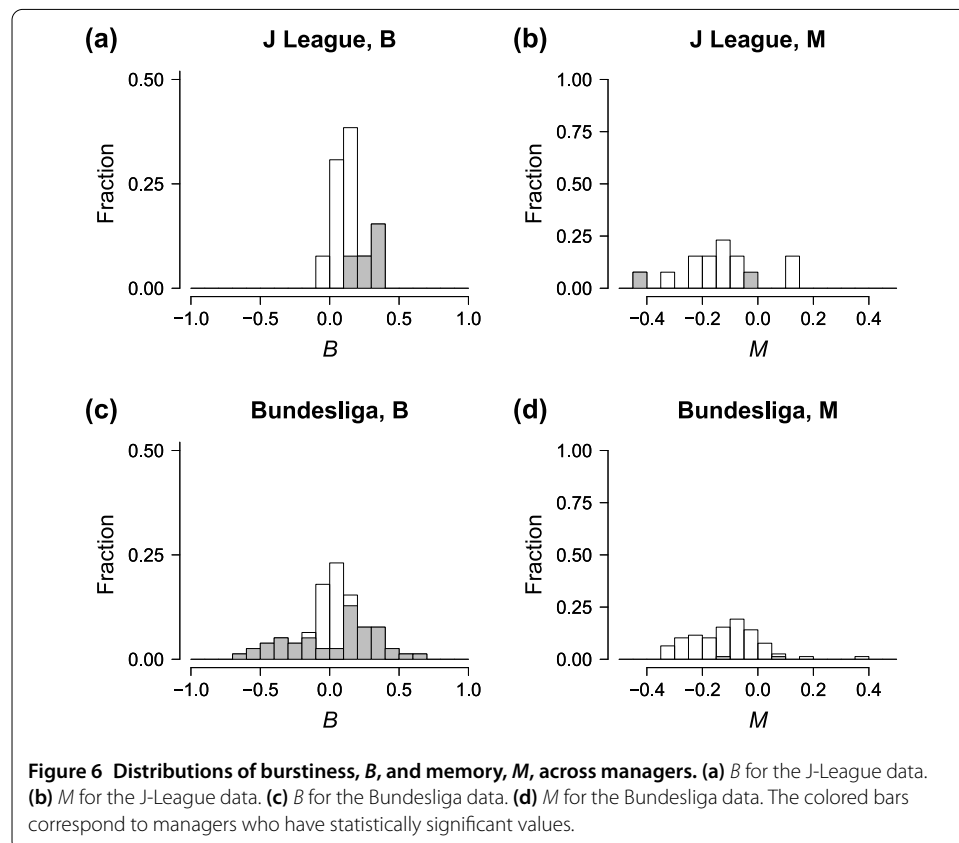 (a) J League, B
0.50
0.25
0.00
Fraction
−1.0 −0.5 0.0 0.5 1.0
B
(b) J League, M
1.00
0.75
0.50
0.25
0.00
Fraction
−0.4 −0.2 0.0 0.2 0.4
M
(c) Bundesliga, B
0.50
0.25
0.00
Fraction
−1.0 −0.5 0.0 0.5 1.0
B
(d) Bundesliga, M
1.00
0.75
0.50
0.25
0.00
Fraction
−0.4 −0.2 0.0 0.2 0.4
M
Figure 6 Distributions of burstiness, B, and memory, M, across managers. (a) B for the J-League data.
(b) M for the J-League data. (c) B for the Bundesliga data. (d) M for the Bundesliga data. The colored bars
correspond to managers who have statistically significant values.